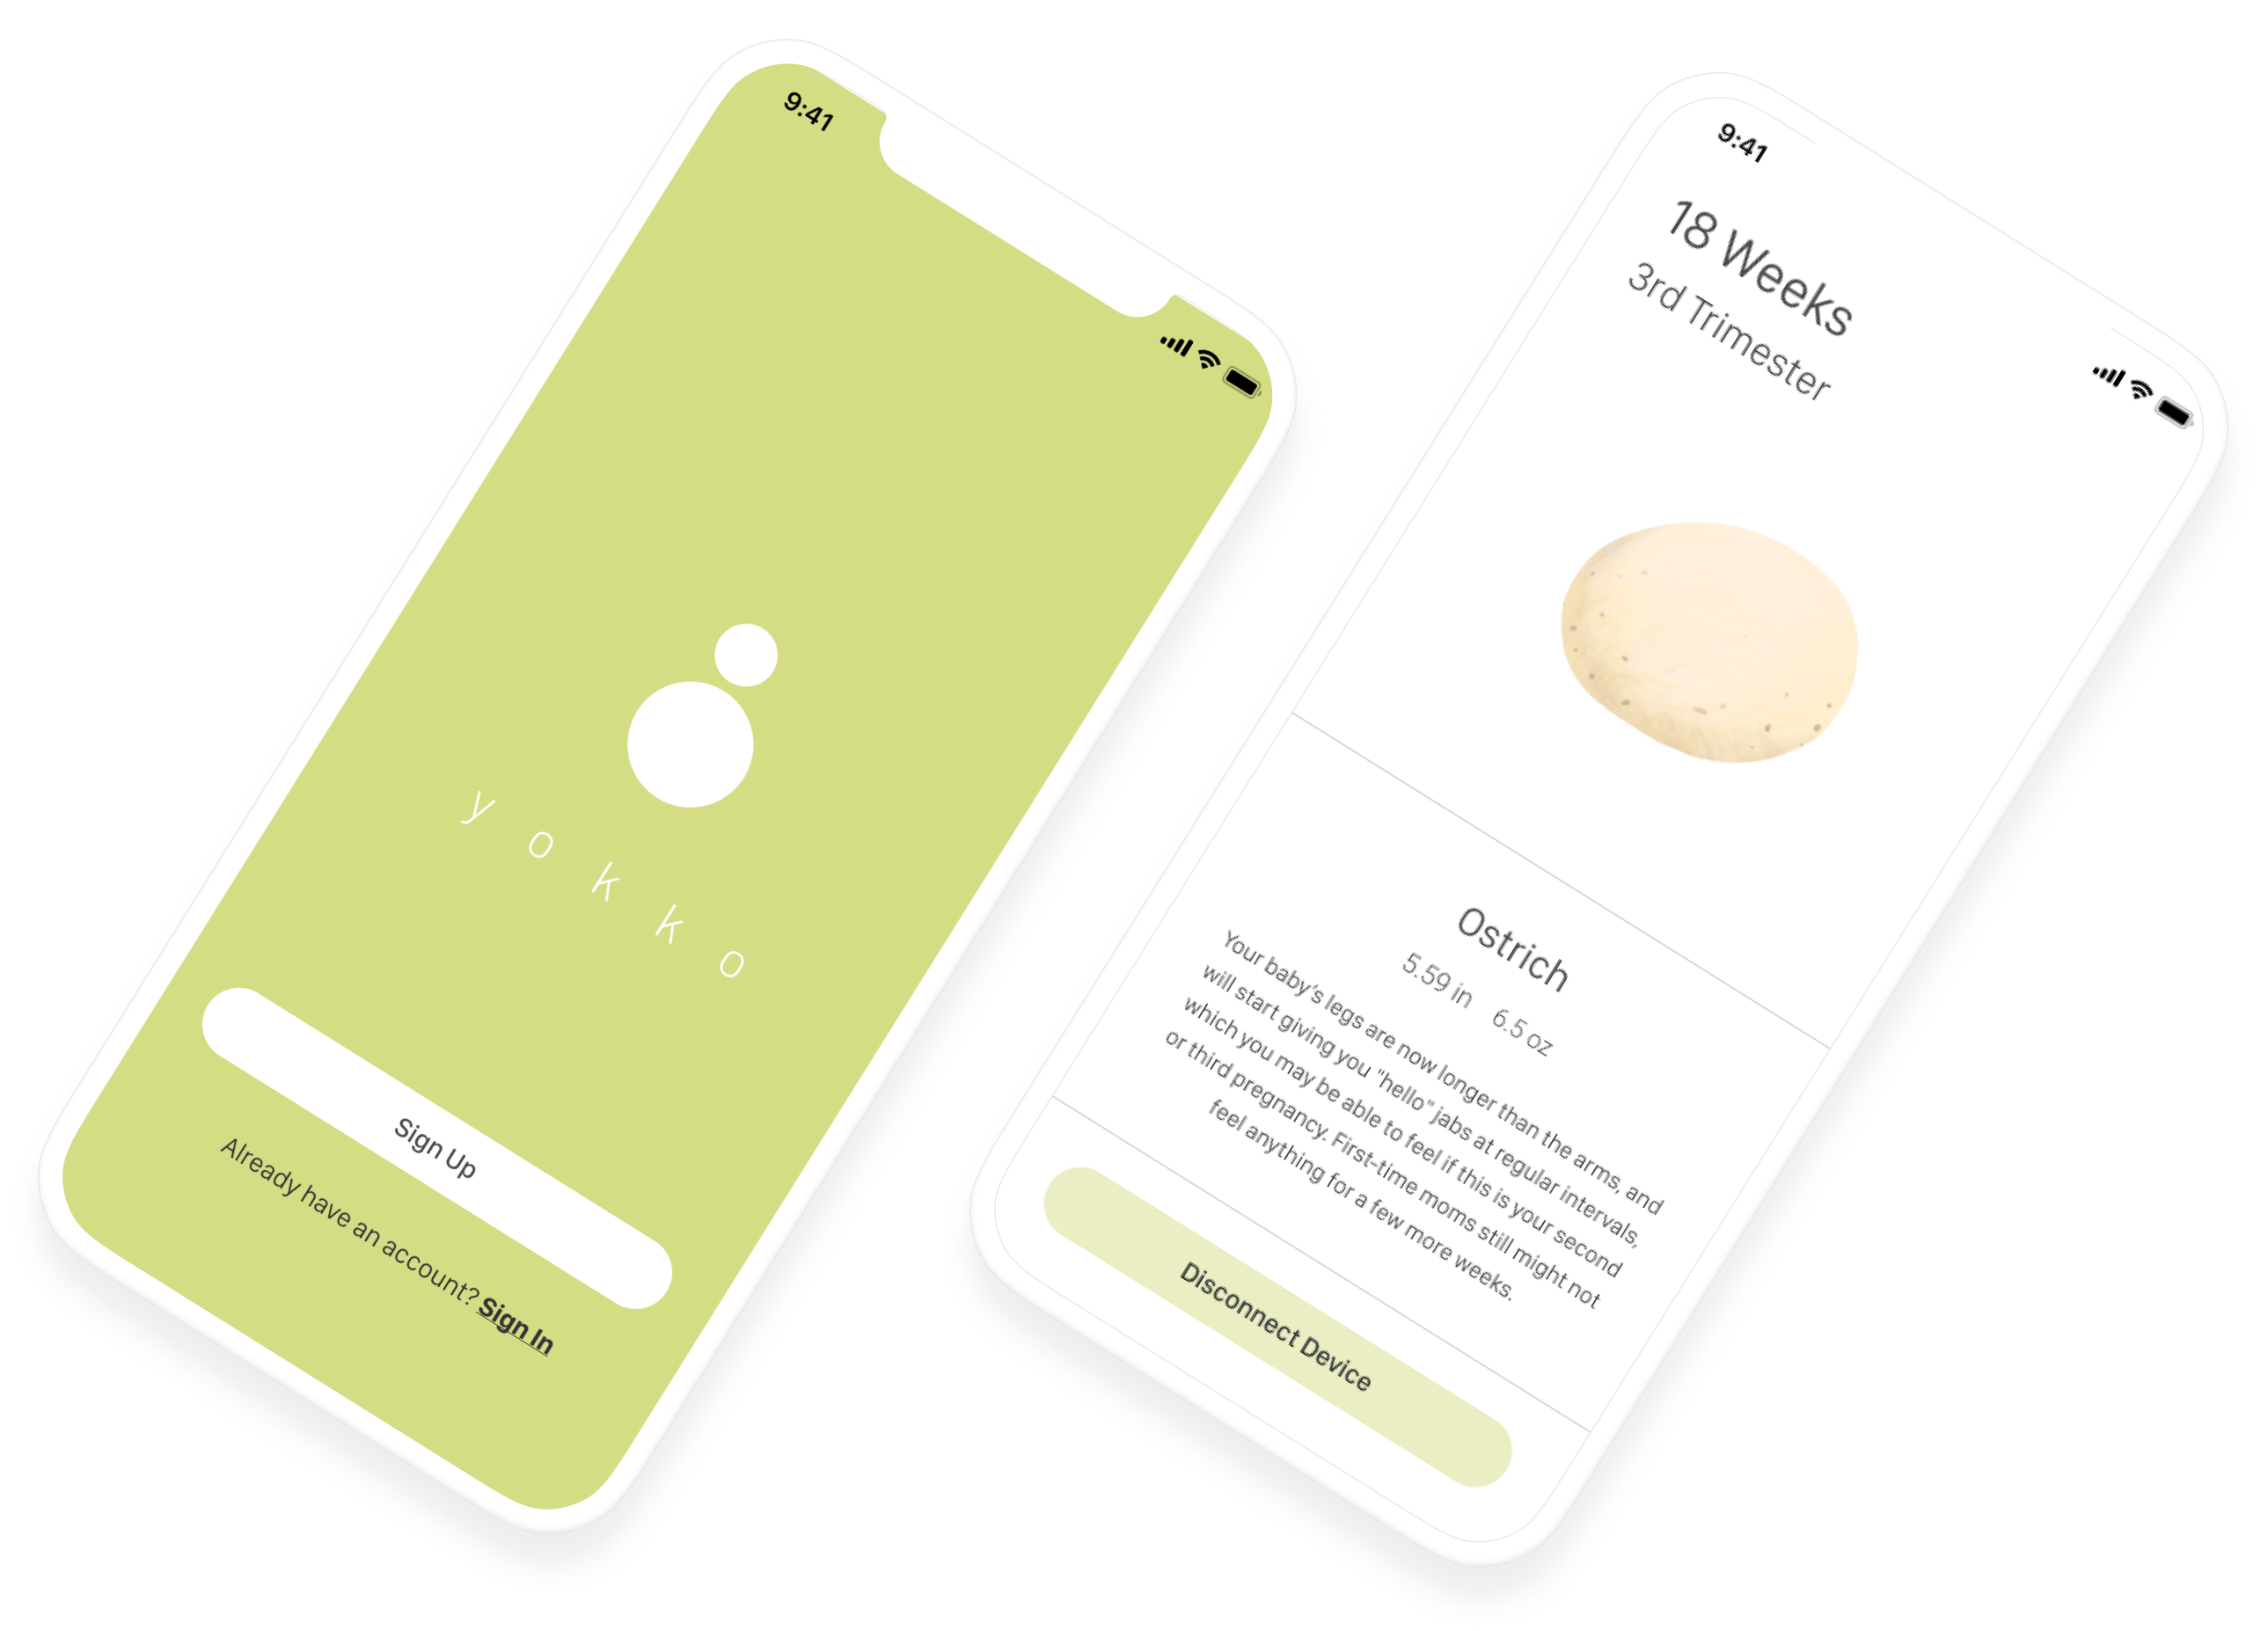 9:41
y o k k o
Sign Up
Already have an account? Sign In
9:41
18 Weeks
3rd Trimester
Ostrich
5.59 in 6.5 oz
Your baby's legs are now longer than the arms, and
will start giving you "hello" jabs at regular intervals,
which you may be able to feel if this is your second
or third pregnancy. First-time moms still might not
feel anything for a few more weeks.
Disconnect Device